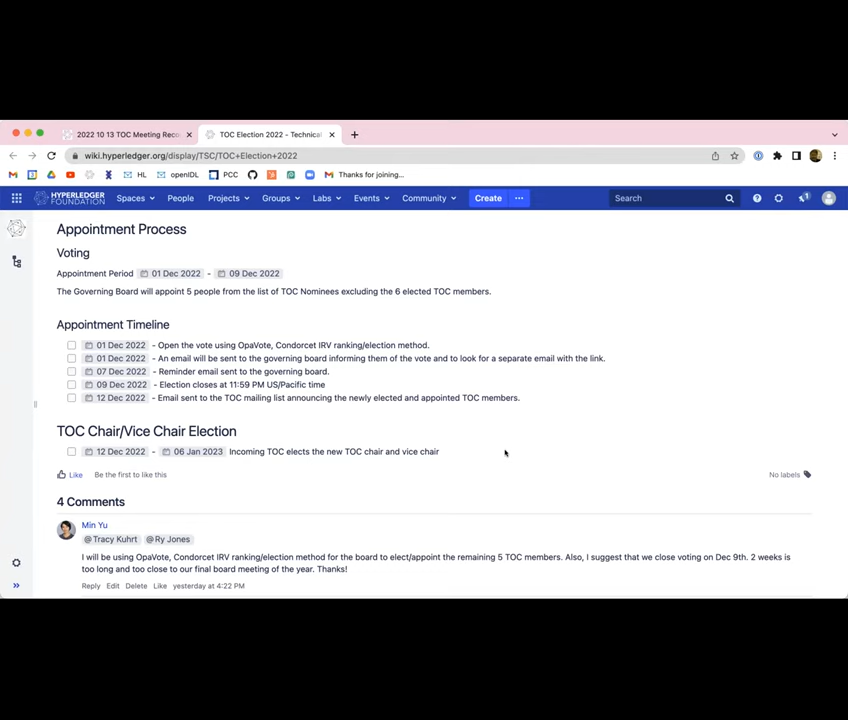 2022 10 13 TOC Meeting Reco
TOC Election 2022 - Technical
wiki.hyperledger.org/display/TSC/TOC+Election+2022
HL
openIDL
PCC
Thanks for joining...
HYPERLEDGER FOUNDATION
Spaces
People
Projects
Groups
Labs
Events
Community
Create
Search
1
Appointment Process
Voting
Appointment Period 01 Dec 2022 - 09 Dec 2022
The Governing Board will appoint 5 people from the list of TOC Nominees excluding the 6 elected TOC members.
Appointment Timeline
01 Dec 2022 - Open the vote using OpaVote, Condorcet IRV ranking/election method.
01 Dec 2022 - An email will be sent to the governing board informing them of the vote and to look for a separate email with the link.
07 Dec 2022 - Reminder email sent to the governing board.
09 Dec 2022 - Election closes at 11:59 PM US/Pacific time
12 Dec 2022 - Email sent to the TOC mailing list announcing the newly elected and appointed TOC members.
TOC Chair/Vice Chair Election
12 Dec 2022 - 06 Jan 2023 Incoming TOC elects the new TOC chair and vice chair
Like Be the first to like this No labels
4 Comments
Min Yu
@Tracy Kuhrt @Ry Jones
I will be using OpaVote, Condorcet IRV ranking/election method for the board to elect/appoint the remaining 5 TOC members. Also, I suggest that we close voting on Dec 9th. 2 weeks is
too long and too close to our final board meeting of the year. Thanks!
Reply Edit Delete Like yesterday at 4:22 PM